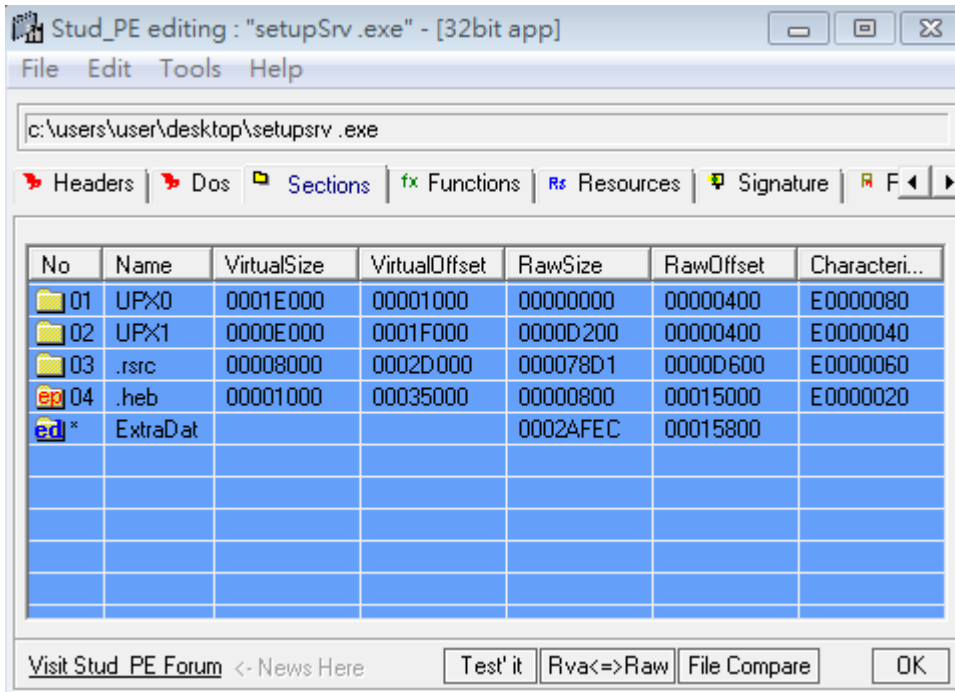 Stud_PE editing : "setupSrv .exe" - [32bit app]
File Edit Tools Help
c:\users\user\desktop\setupsrv .exe
Headers Dos Sections fx Functions Rs Resources Signature F
No Name VirtualSize VirtualOffset RawSize RawOffset Characteri...
01 UPX0 0001E000 00001000 00000000 00000400 E0000080
02 UPX1 0000E000 0001F000 0000D200 00000400 E0000040
03 .rsrc 00008000 0002D000 000078D1 0000D600 E0000060
ep 04 .heb 00001000 00035000 00000800 00015000 E0000020
ed * ExtraDat 0002AFEC 00015800
Visit Stud_PE Forum <- News Here Test' it Rva<=>Raw File Compare OK